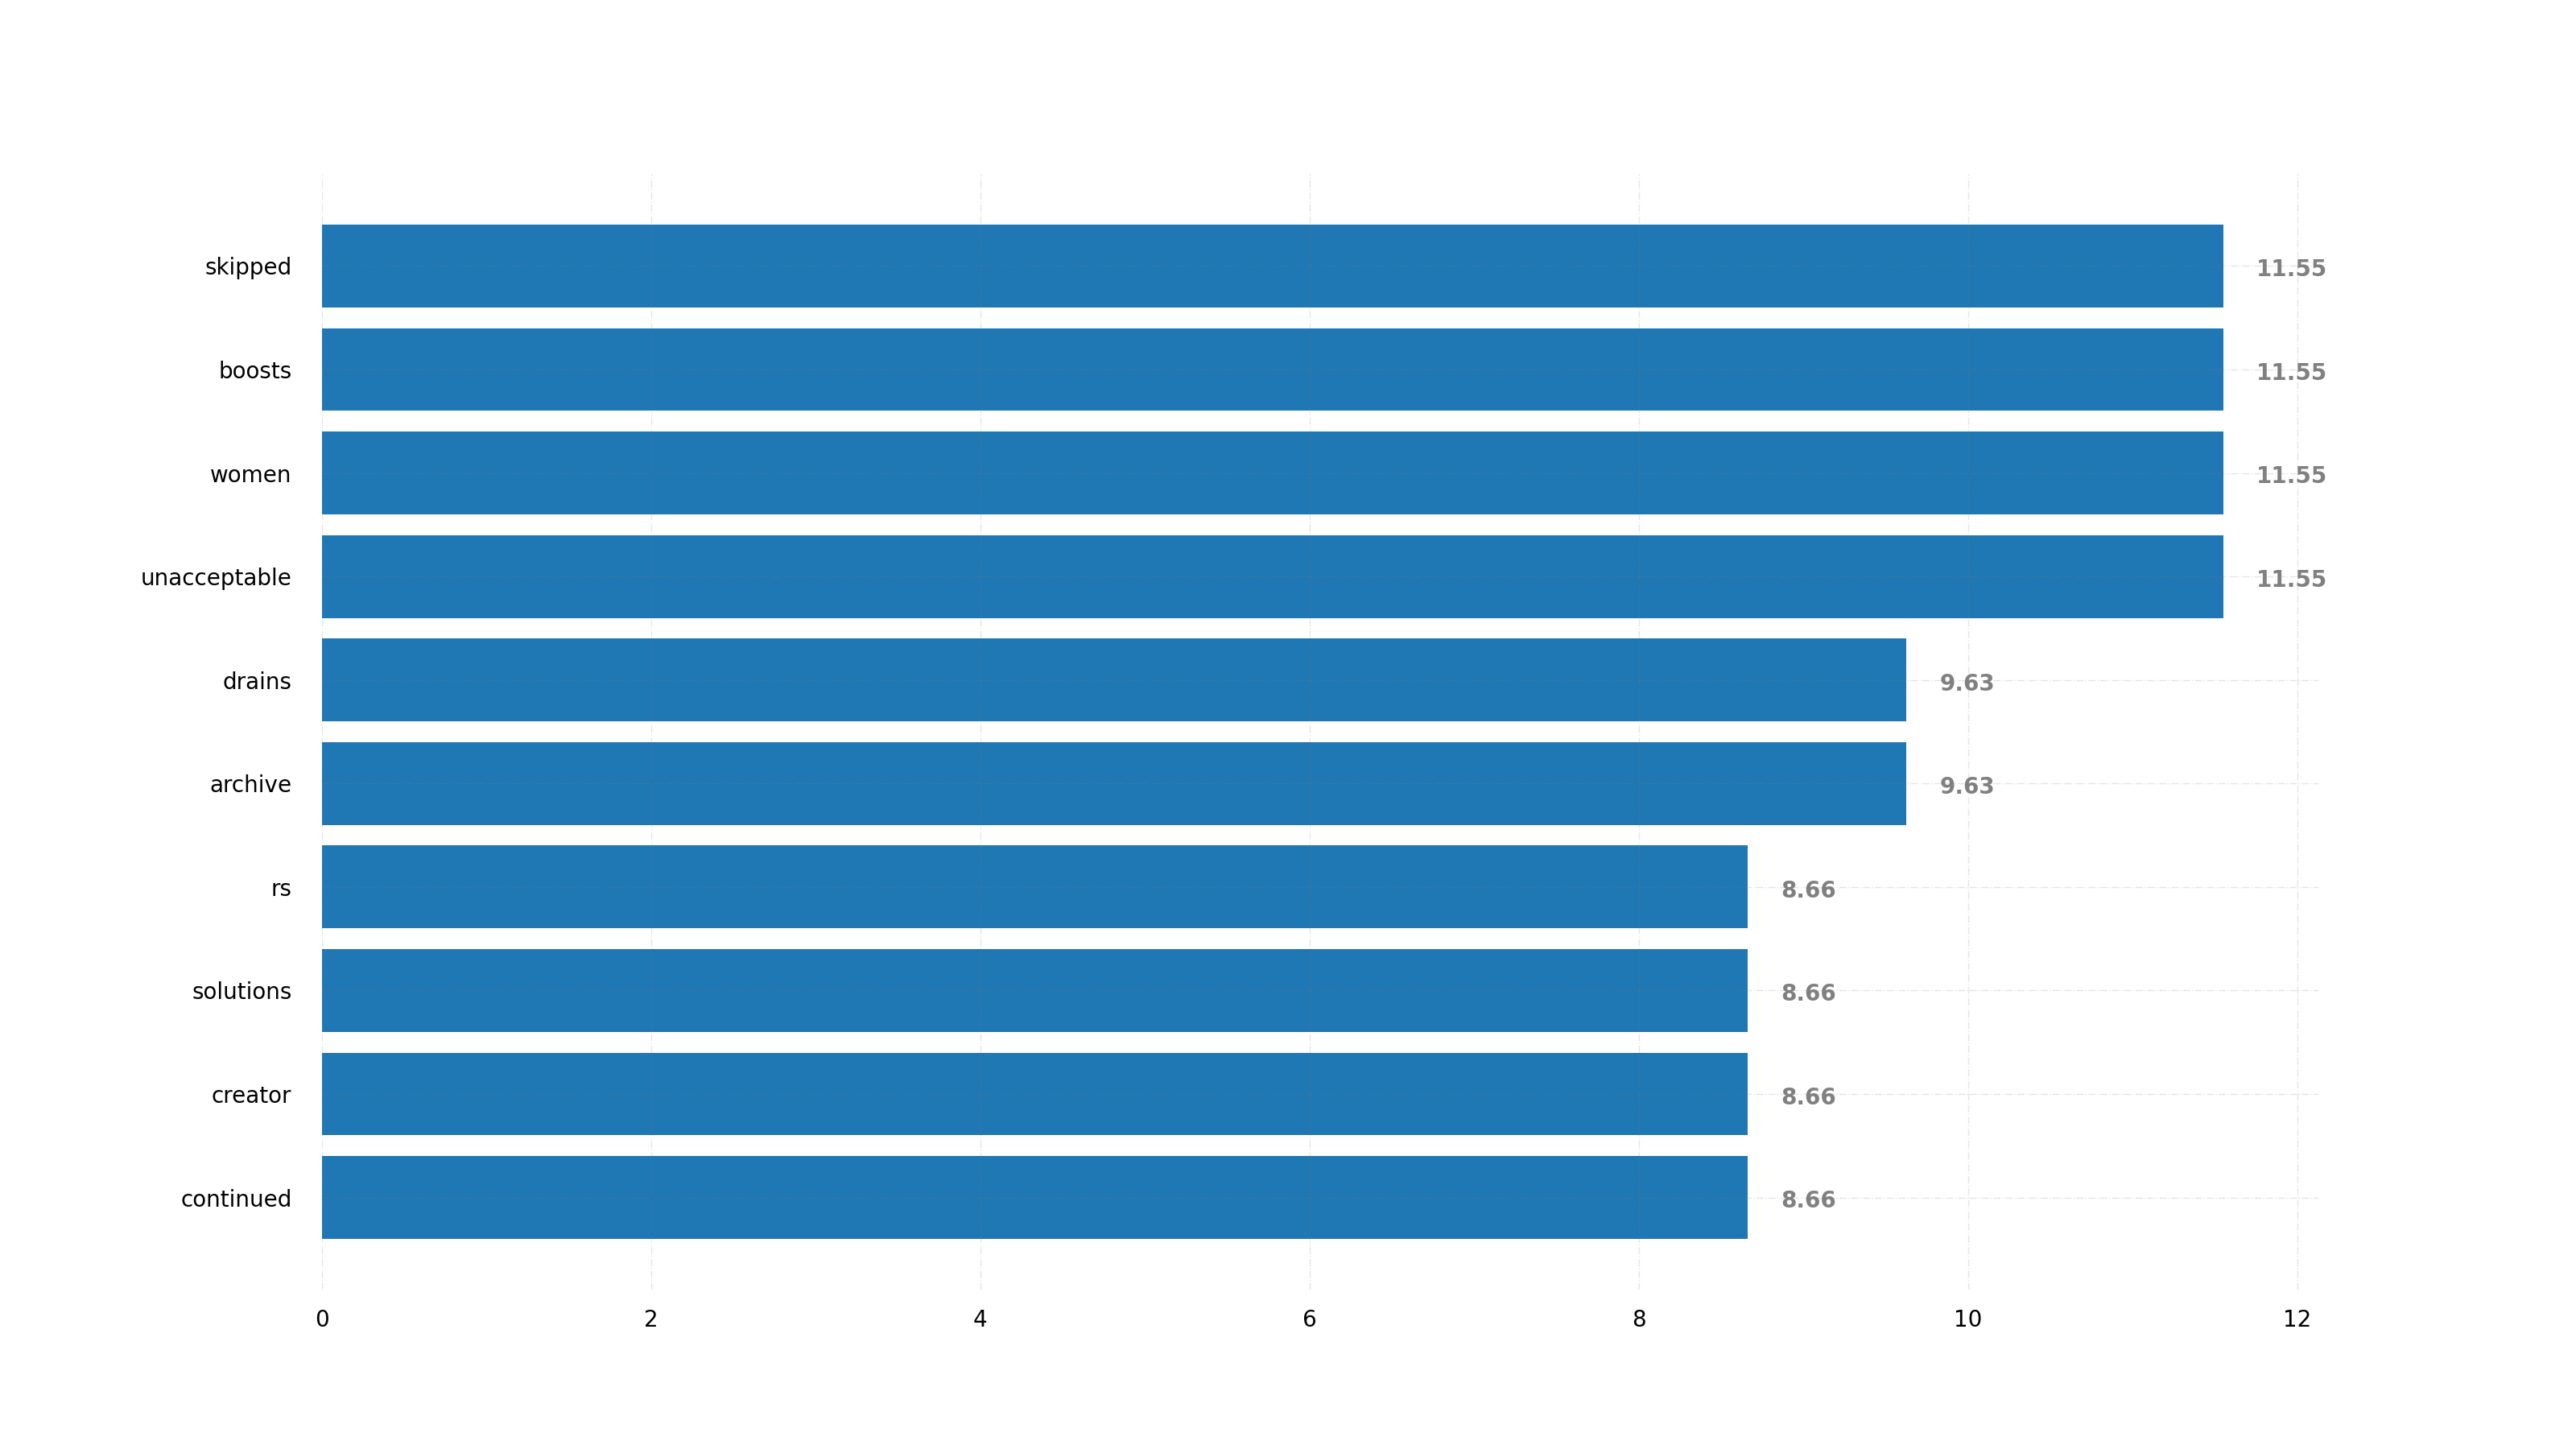 skipped 11.55
boosts 11.55
women 11.55
unacceptable 11.55
drains 9.63
archive 9.63
rs 8.66
solutions 8.66
creator 8.66
continued 8.66
0 2 4 6 8 10 12